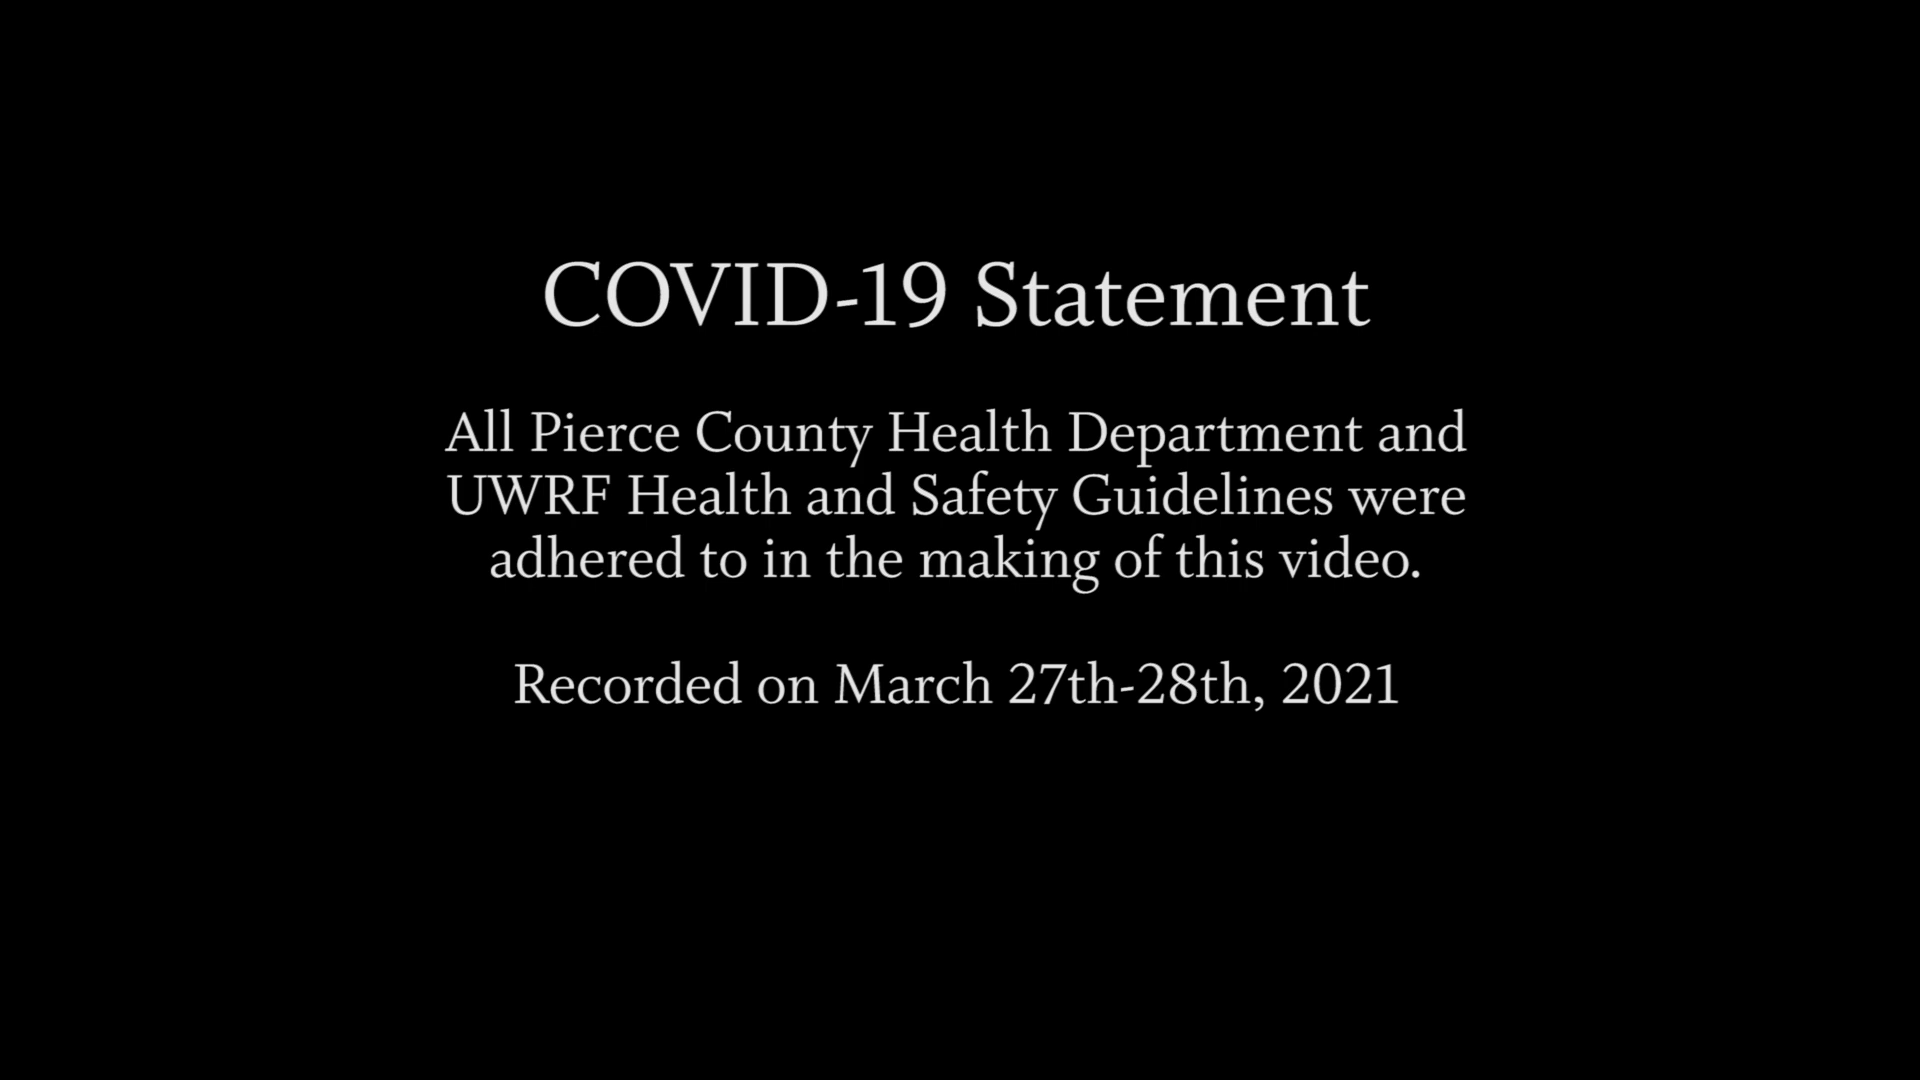 COVID-19 Statement
All Pierce County Health Department and
UWRF Health and Safety Guidelines were
adhered to in the making of this video.
Recorded on March 27th-28th, 2021